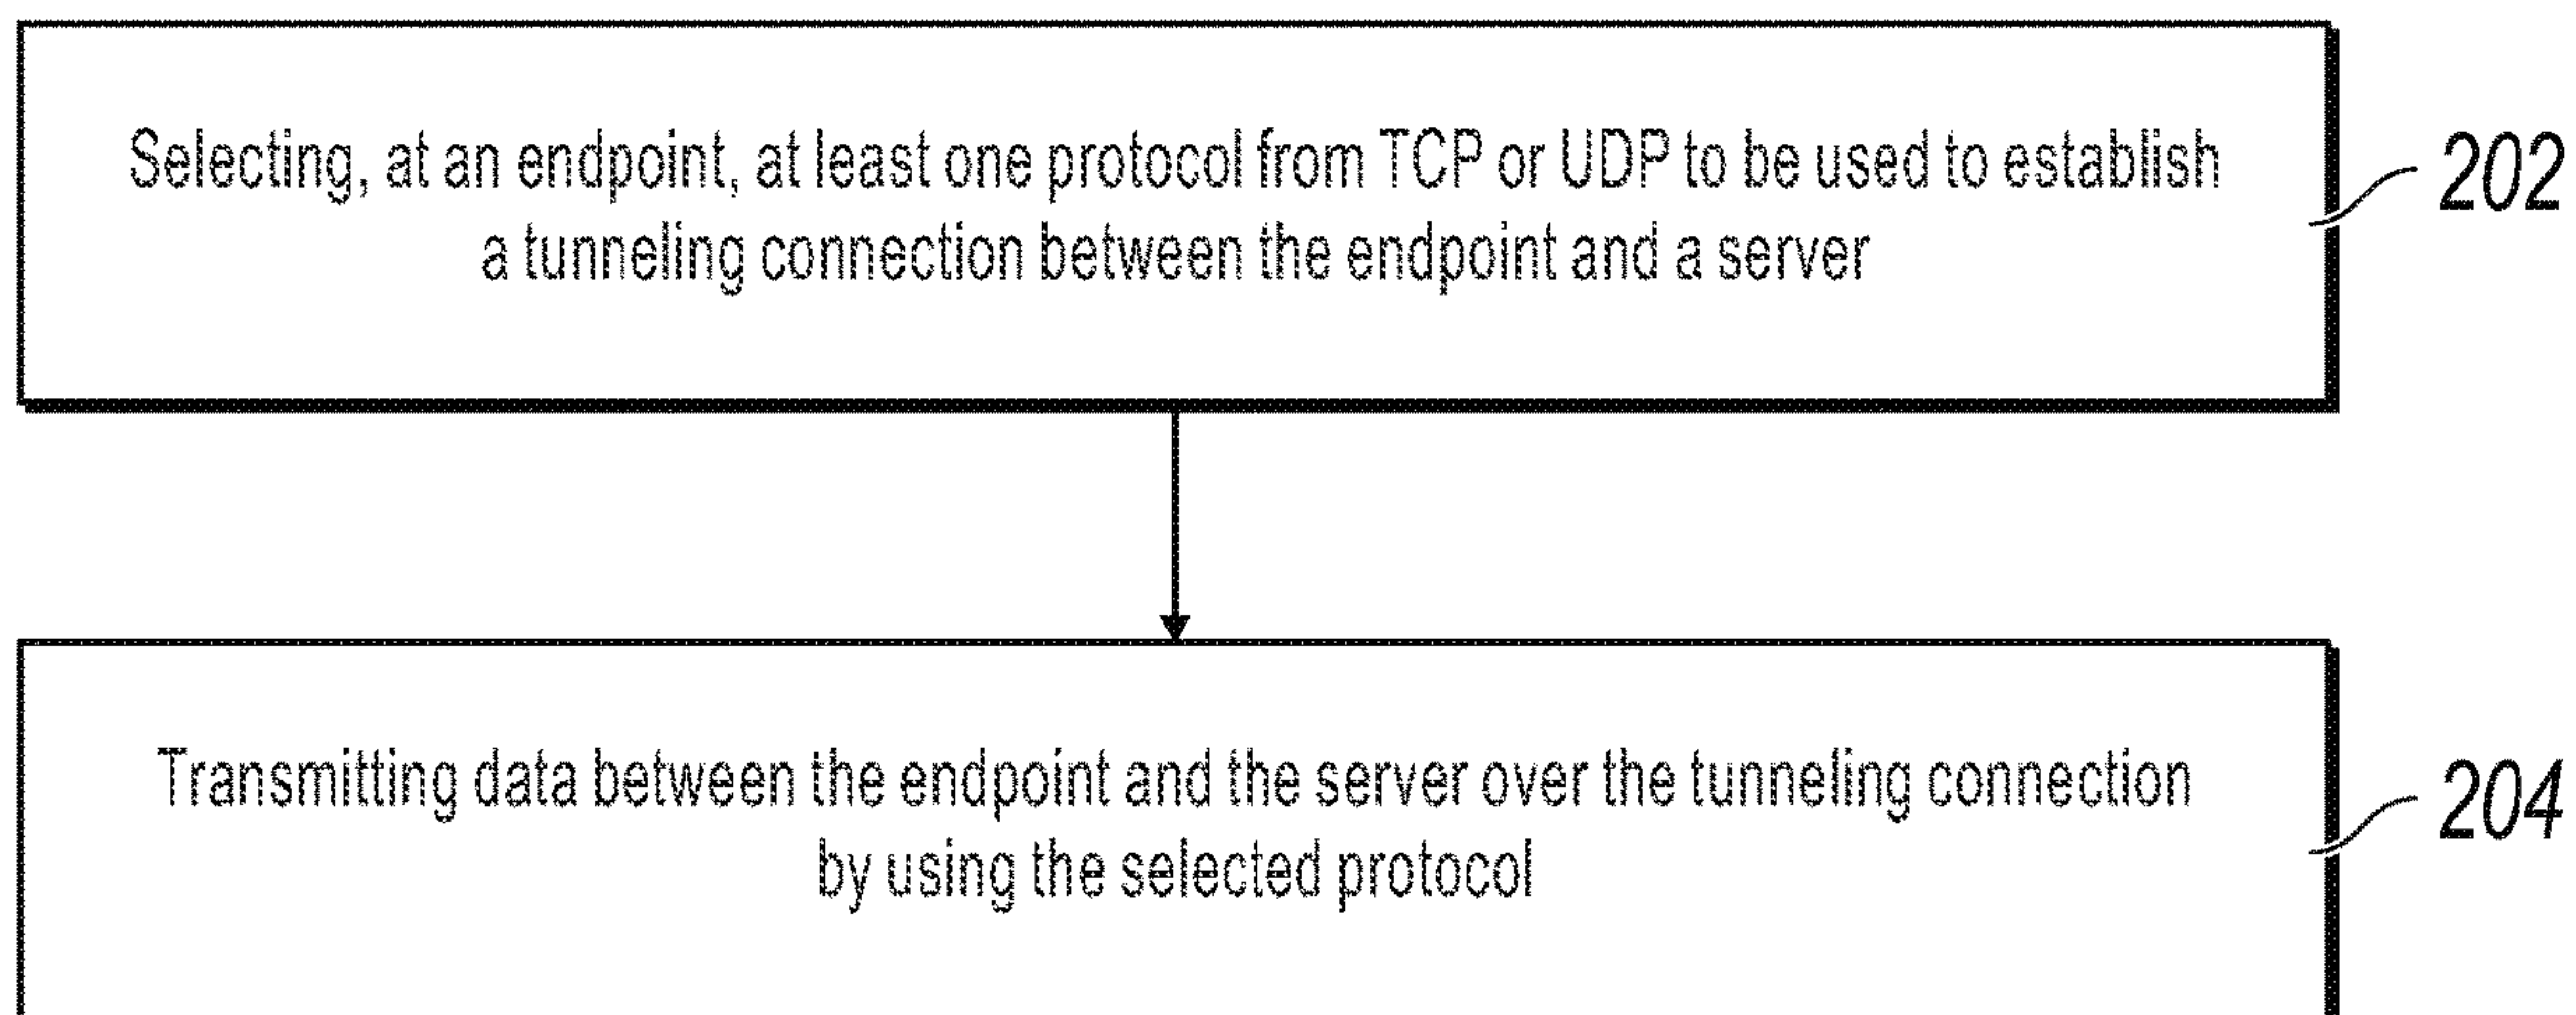 Selecting, at an endpoint, at least one protocol from TCP or UDP to be used to establish
a tunneling connection between the endpoint and a server
202
Transmitting data between the endpoint and the server over the tunneling connection
by using the selected protocol
204